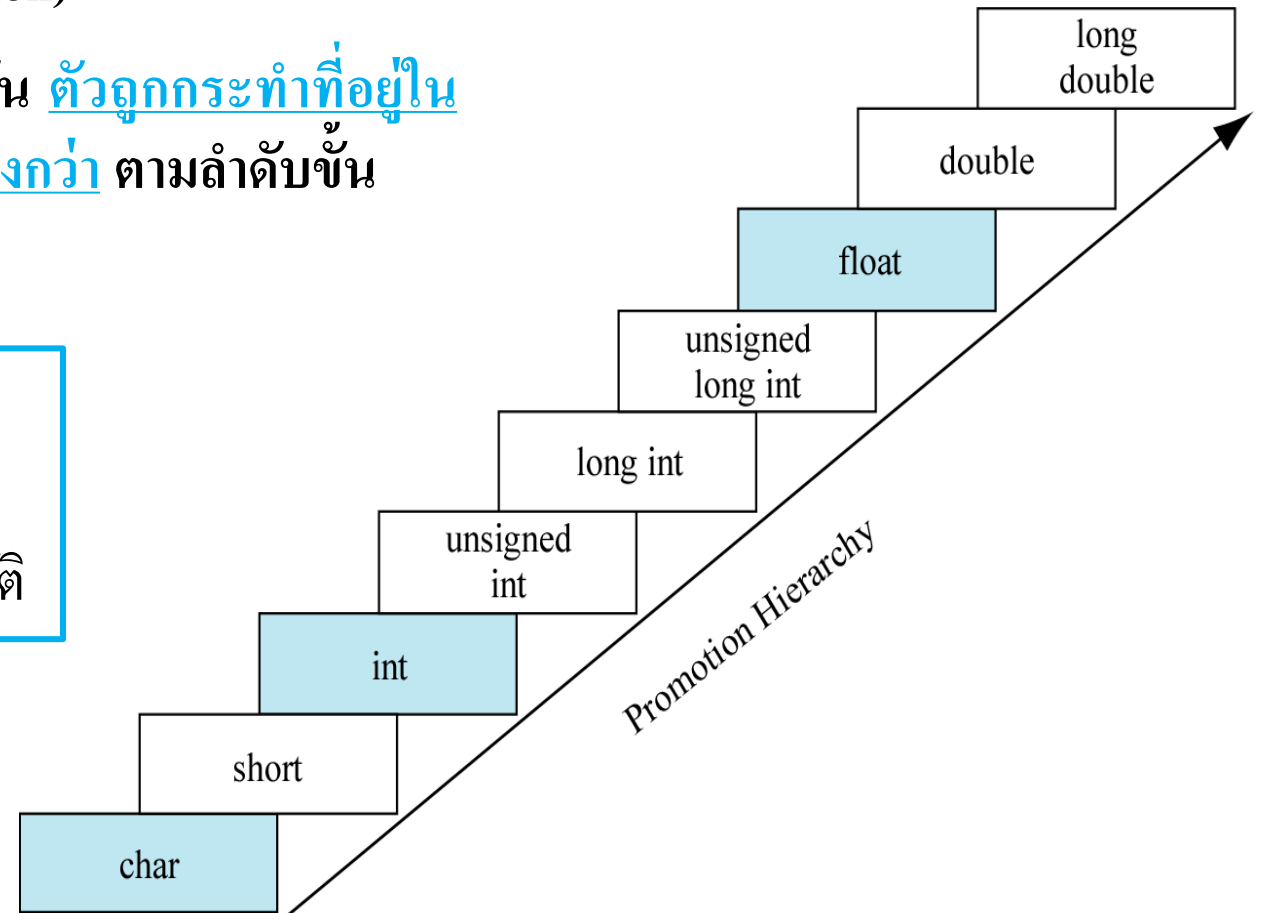 ตัวถูกกระทำที่อยู่ใน
งกว่า ตามลำดับขั้น
long
double
double
float
unsigned
long int
long int
unsigned
int
int
short
char
Promotion Hierarchy